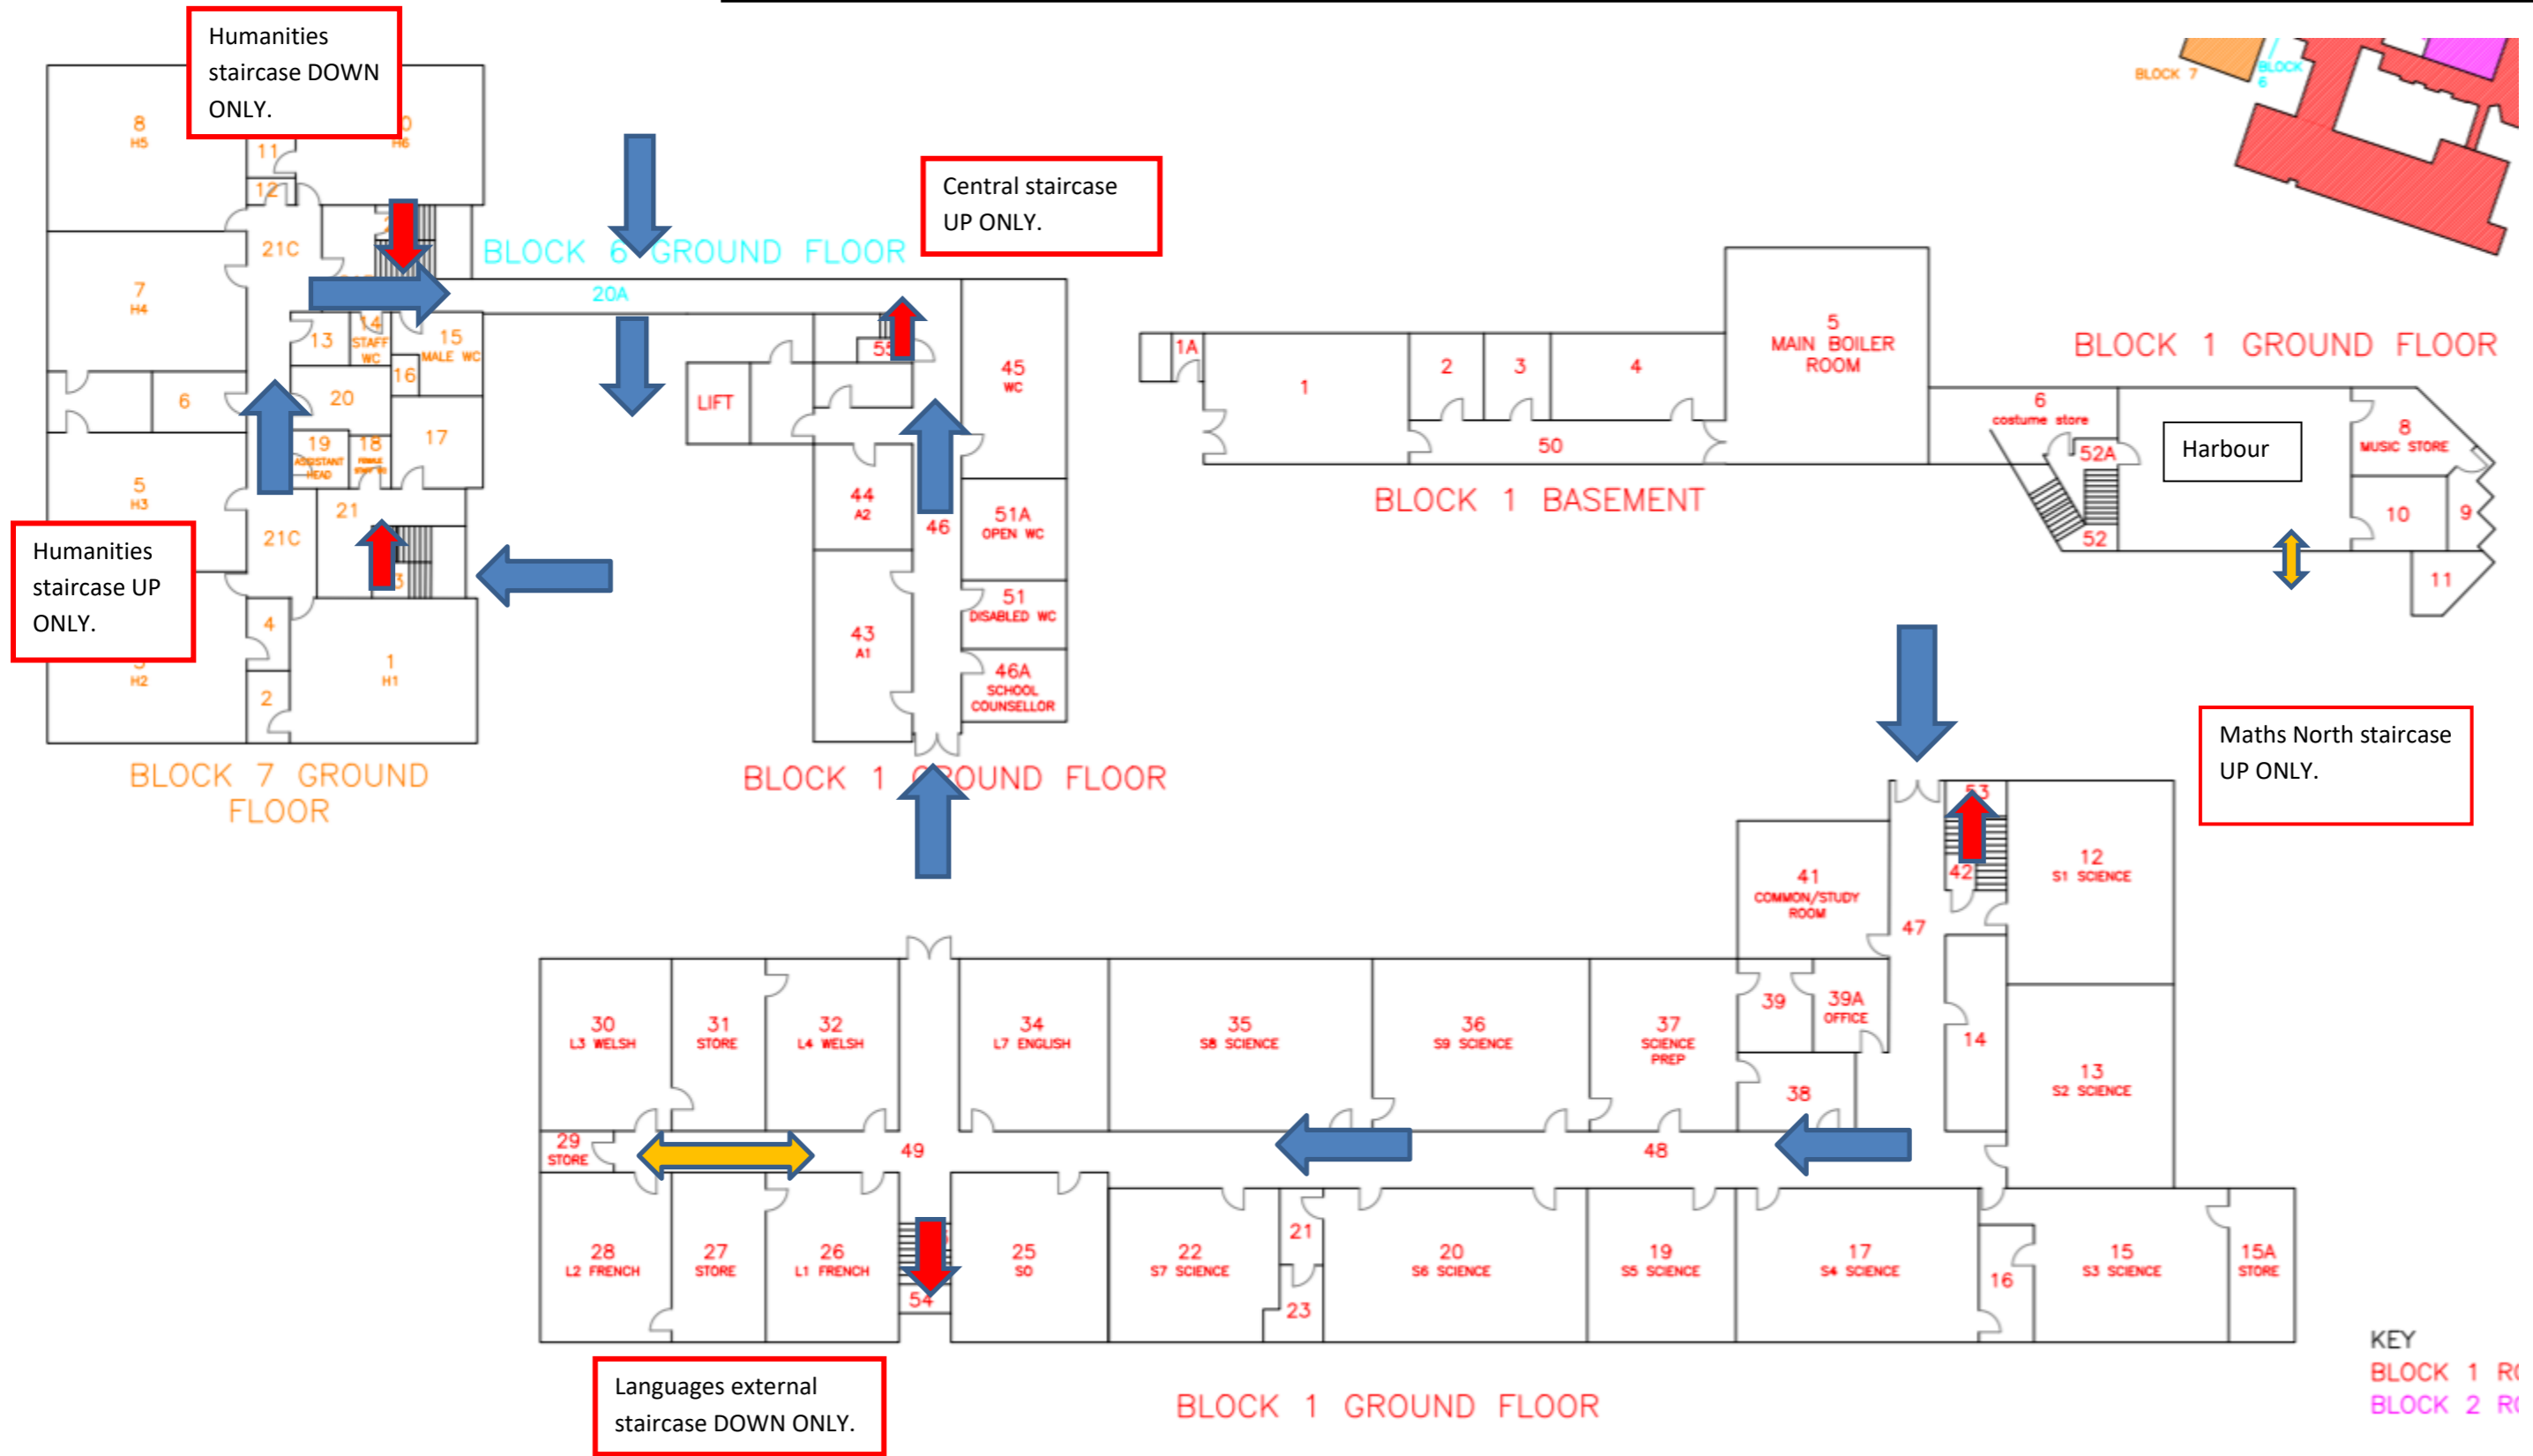 Humanities
staircase DOWN
ONLY.
8
H5
11
12
H6
21C
7
H4
13
14
STAFF
WC
15
MALE WC
16
6
20
17
19
ASSISTANT
HEAD
18
5
H3
21
21C
Humanities
staircase UP
ONLY.
4
H2
2
1
H1
BLOCK 7 GROUND
FLOOR
BLOCK 6 GROUND FLOOR
20A
Central staircase
UP ONLY.
55
45
WC
LIFT
44
A2
46
51A
OPEN WC
51
DISABLED WC
43
A1
46A
SCHOOL
COUNSELLOR
BLOCK 1 GROUND FLOOR
1A
1
2
3
4
5
MAIN BOILER
ROOM
50
BLOCK 1 BASEMENT
BLOCK 7
BLOCK
6
BLOCK 1 GROUND FLOOR
6
costume store
52A
52
Harbour
8
MUSIC STORE
10
9
11
Maths North staircase
UP ONLY.
53
42
12
S1 SCIENCE
41
COMMON/STUDY
ROOM
47
30
L3 WELSH
31
STORE
32
L4 WELSH
34
L7 ENGLISH
35
S8 SCIENCE
36
S9 SCIENCE
37
SCIENCE
PREP
39
39A
OFFICE
38
14
13
S2 SCIENCE
29
STORE
49
48
28
L2 FRENCH
27
STORE
26
L1 FRENCH
54
25
SO
22
S7 SCIENCE
21
23
20
S6 SCIENCE
19
S5 SCIENCE
17
S4 SCIENCE
16
15
S3 SCIENCE
15A
STORE
Languages external
staircase DOWN ONLY.
BLOCK 1 GROUND FLOOR
KEY
BLOCK 1
BLOCK 2